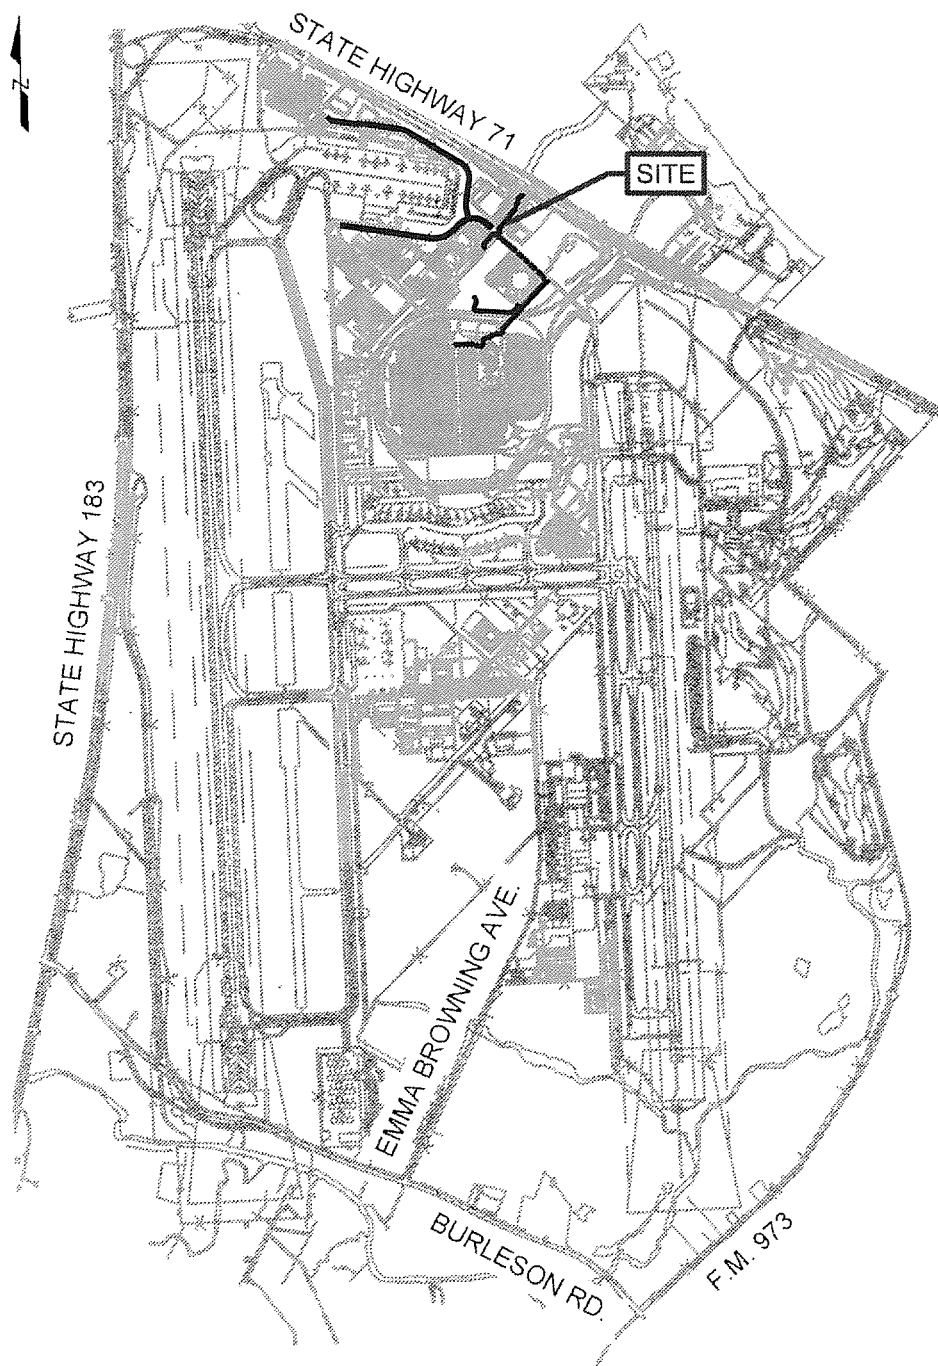 N
STATE HIGHWAY 71
SITE
STATE HIGHWAY 183
EMMA BROWNING AVE.
BURLESON RD.
F.M. 973